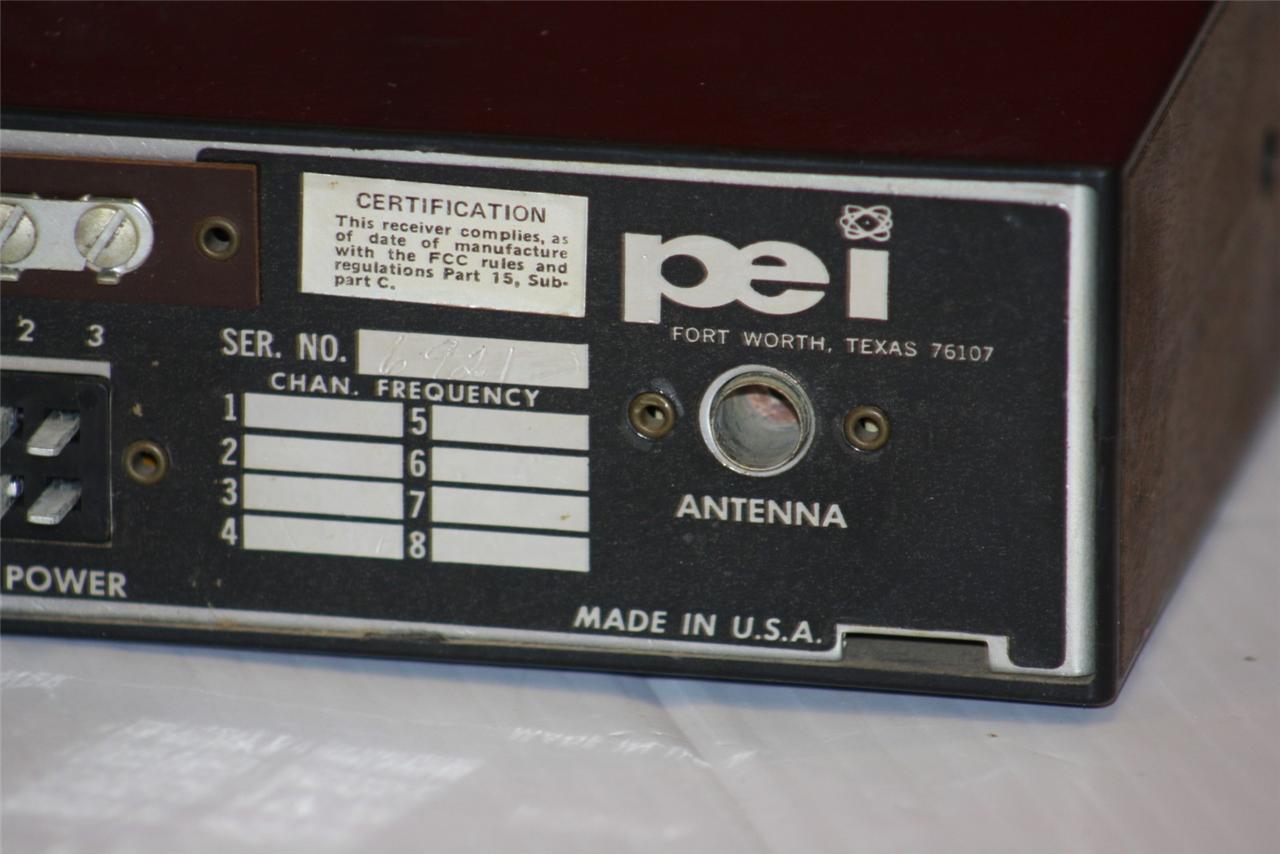 CERTIFICATION
This receiver complies, as
of date of manufacture
with the FCC rules and
regulations Part 15, Sub-
part C.
pei
FORT WORTH, TEXAS 76107
2 3
SER. NO. 6921
CHAN. FREQUENCY
1 5
2 6
3 7
4 8
ANTENNA
POWER
MADE IN U.S.A.